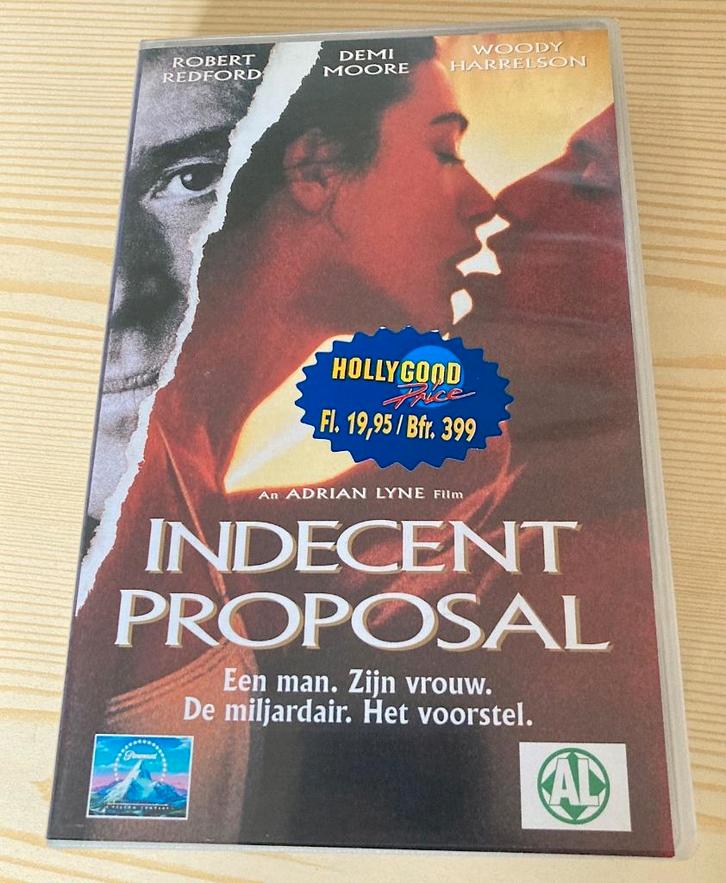 ROBERT
REDFORD
DEMI
MOORE
WOODY
HARRELSON
HOLLYGOOD
Price
Fl. 19,95 / Bfr. 399
An ADRIAN LYNE Film
INDECENT
PROPOSAL
Een man. Zijn vrouw.
De miljardair. Het voorstel.
Paramount
AL